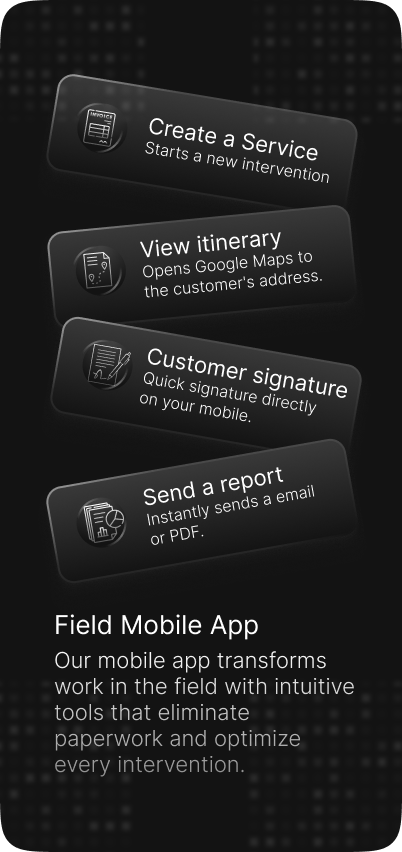 INVOICE
Create a Service
Starts a new intervention
View itinerary
Opens Google Maps to
the customer's address.
Customer signature
Quick signature directly
on your mobile.
Send a report
Instantly sends a email
or PDF.
Field Mobile App
Our mobile app transforms
work in the field with intuitive
tools that eliminate
paperwork and optimize
every intervention.